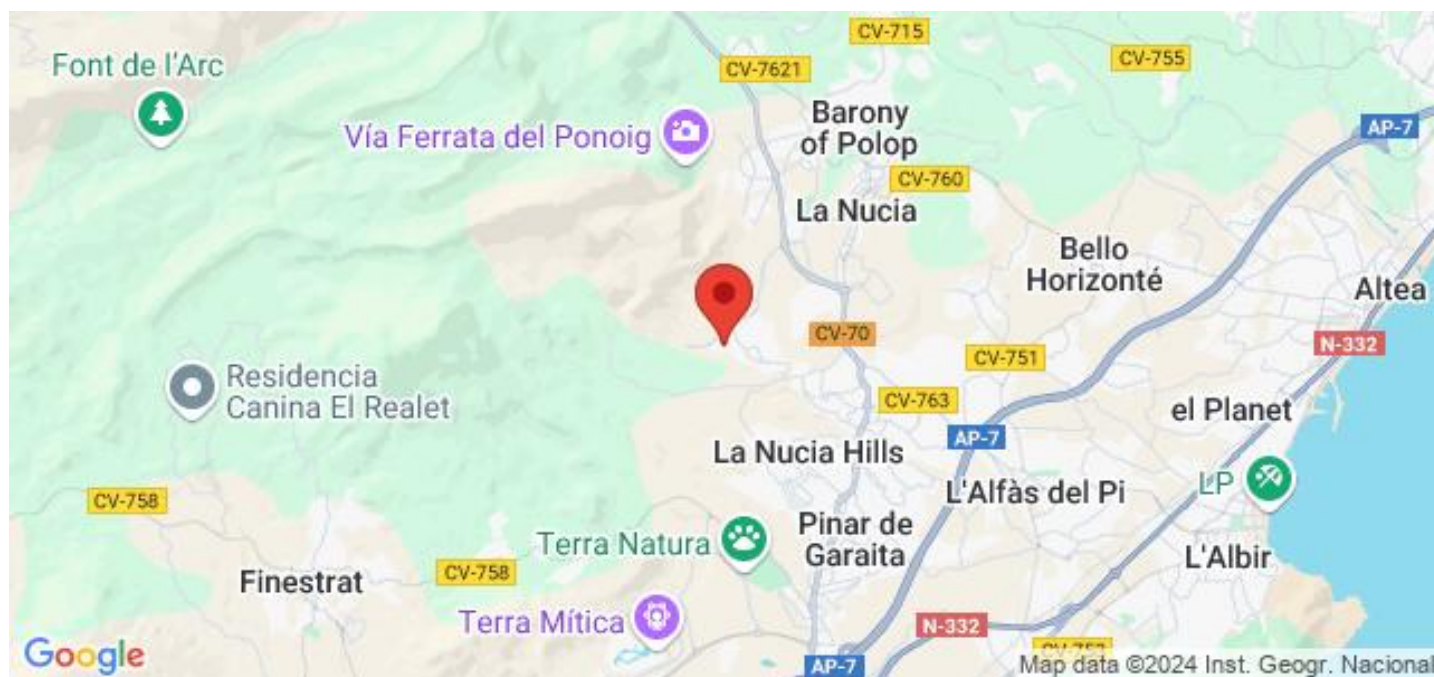 CV-715
CV-755
Font de l'Arc
CV-7621
Barony
of Polop
AP-7
Vía Ferrata del Ponoig
CV-760
La Nucia
Bello
Horizonté
Altea
CV-70
N-332
CV-751
Residencia
Canina El Realet
CV-763
el Planet
AP-7
La Nucia Hills
LP
CV-758
L'Alfàs del Pi
Pinar de
Garaita
Terra Natura
L'Albir
CV-758
Finestrat
Terra Mítica
N-332
Google
AP-7
Map data ©2024 Inst. Geogr. Nacional